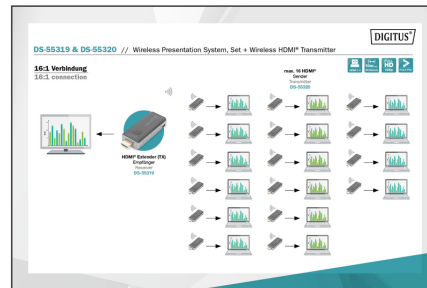 DIGITUS®
DS-55319 & DS-55320 // Wireless Presentation System, Set + Wireless HDMI® Transmitter
16:1 Verbindung
16:1 connection
max. 16 HDMI®
Sender
Transmitter
DS-55320
HDMI® Extender (TX)
Empfänger
Receiver
DS-55319
HD